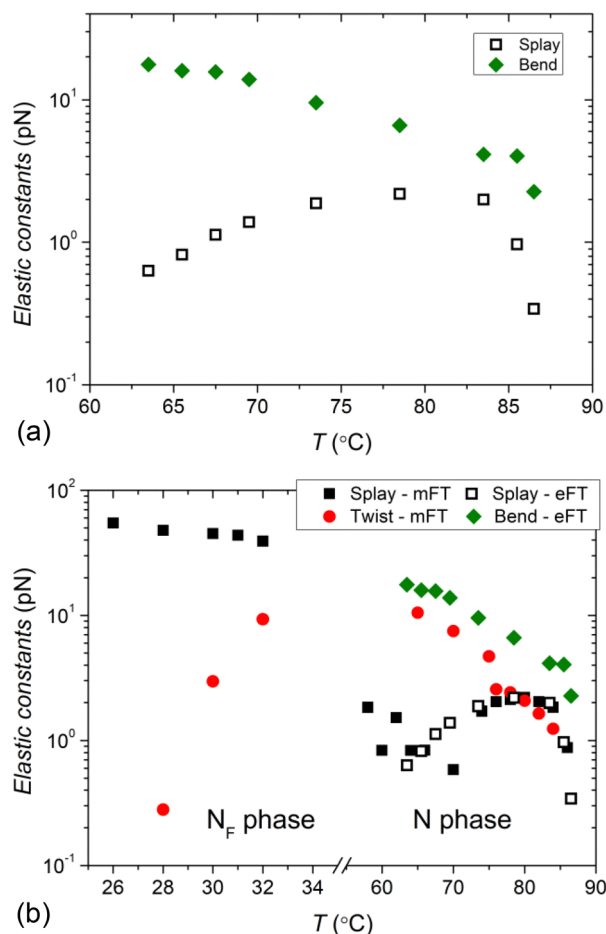 Elastic constants (pN)
10¹
10⁰
10⁻¹
Splay
Bend
60 65 70 75 80 85 90
T (°C)
(a)
Elastic constants (pN)
10²
10¹
10⁰
10⁻¹
Splay - mFT Splay - eFT
Twist - mFT Bend - eFT
N_F phase N phase
26 28 30 32 34 60 70 80 90
T (°C)
(b)